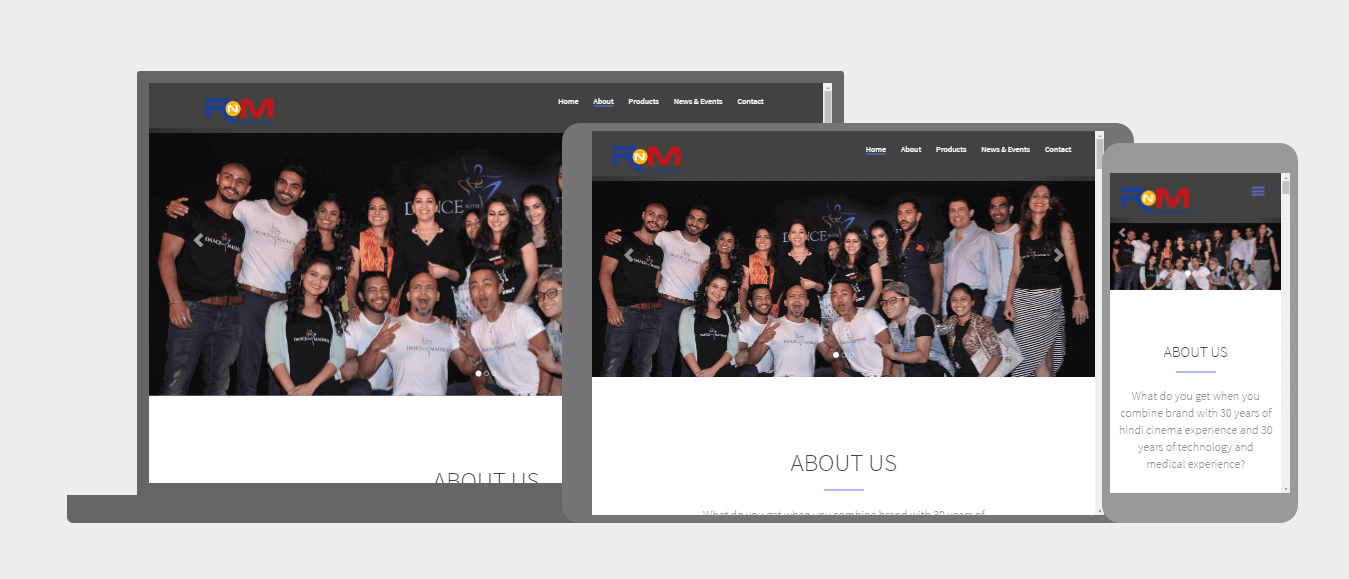 RNM
Home About Products News & Events Contact
DANCE WITH
ABOUT US
RNM
Home About Products News & Events Contact
DANCE WITH
ABOUT US
What do you get when you combine brand with 30 years of
RNM
ABOUT US
What do you get when you
combine brand with 30 years of
hindi cinema experience and 30
years of technology and
medical experience?